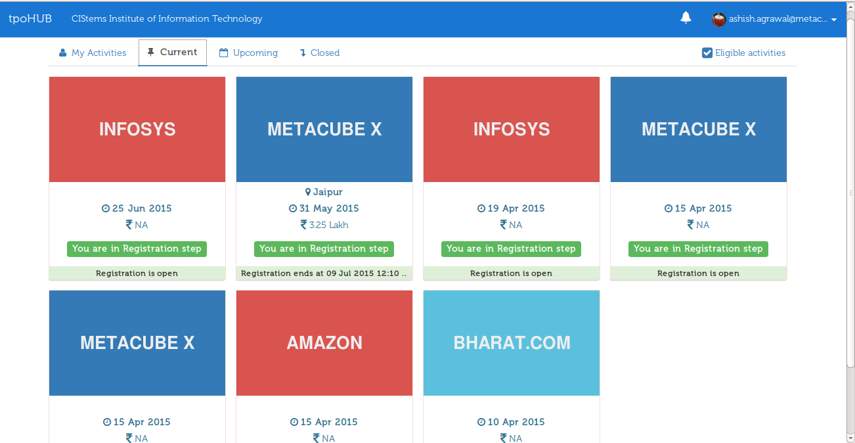 tpoHUB CIStems Institute of Information Technology ashish.agrawal@metac...
My Activities Current Upcoming Closed Eligible activities
INFOSYS
25 Jun 2015
₹ NA
You are in Registration step
Registration is open
METACUBE X
Jaipur
31 May 2015
₹ 3.25 Lakh
You are in Registration step
Registration ends at 09 Jul 2015 12:10 ..
INFOSYS
19 Apr 2015
₹ NA
You are in Registration step
Registration is open
METACUBE X
15 Apr 2015
₹ NA
You are in Registration step
Registration is open
METACUBE X
15 Apr 2015
₹ NA
AMAZON
15 Apr 2015
₹ NA
BHARAT.COM
10 Apr 2015
₹ NA